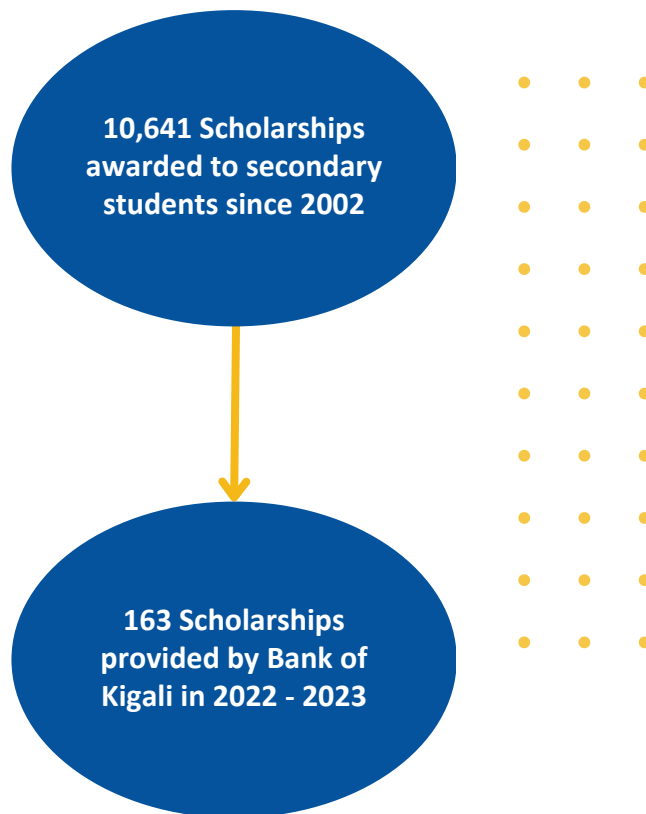 10,641 Scholarships
awarded to secondary
students since 2002
163 Scholarships
provided by Bank of
Kigali in 2022 - 2023